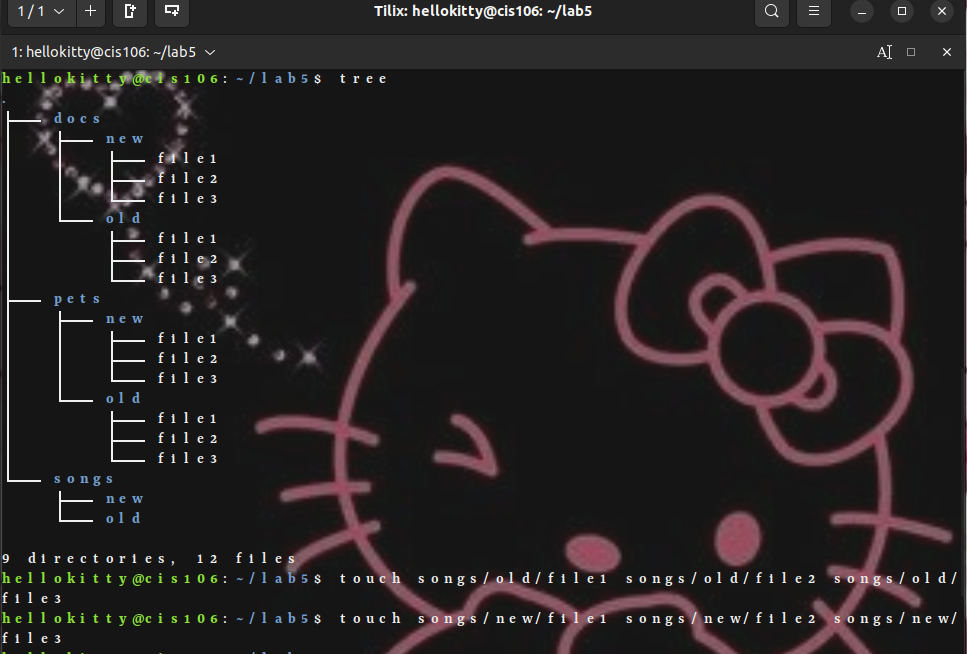 1 / 1
Tilix: hellokitty@cis106: ~/lab5
1: hellokitty@cis106: ~/lab5
hellokitty@cis106:~/lab5$ tree
.
├── docs
│   ├── new
│   │   ├── file1
│   │   ├── file2
│   │   └── file3
│   └── old
│       ├── file1
│       ├── file2
│       └── file3
├── pets
│   ├── new
│   │   ├── file1
│   │   ├── file2
│   │   └── file3
│   └── old
│       ├── file1
│       ├── file2
│       └── file3
└── songs
    ├── new
    └── old
9 directories, 12 files
hellokitty@cis106:~/lab5$ touch songs/old/file1 songs/old/file2 songs/old/
file3
hellokitty@cis106:~/lab5$ touch songs/new/file1 songs/new/file2 songs/new/
file3